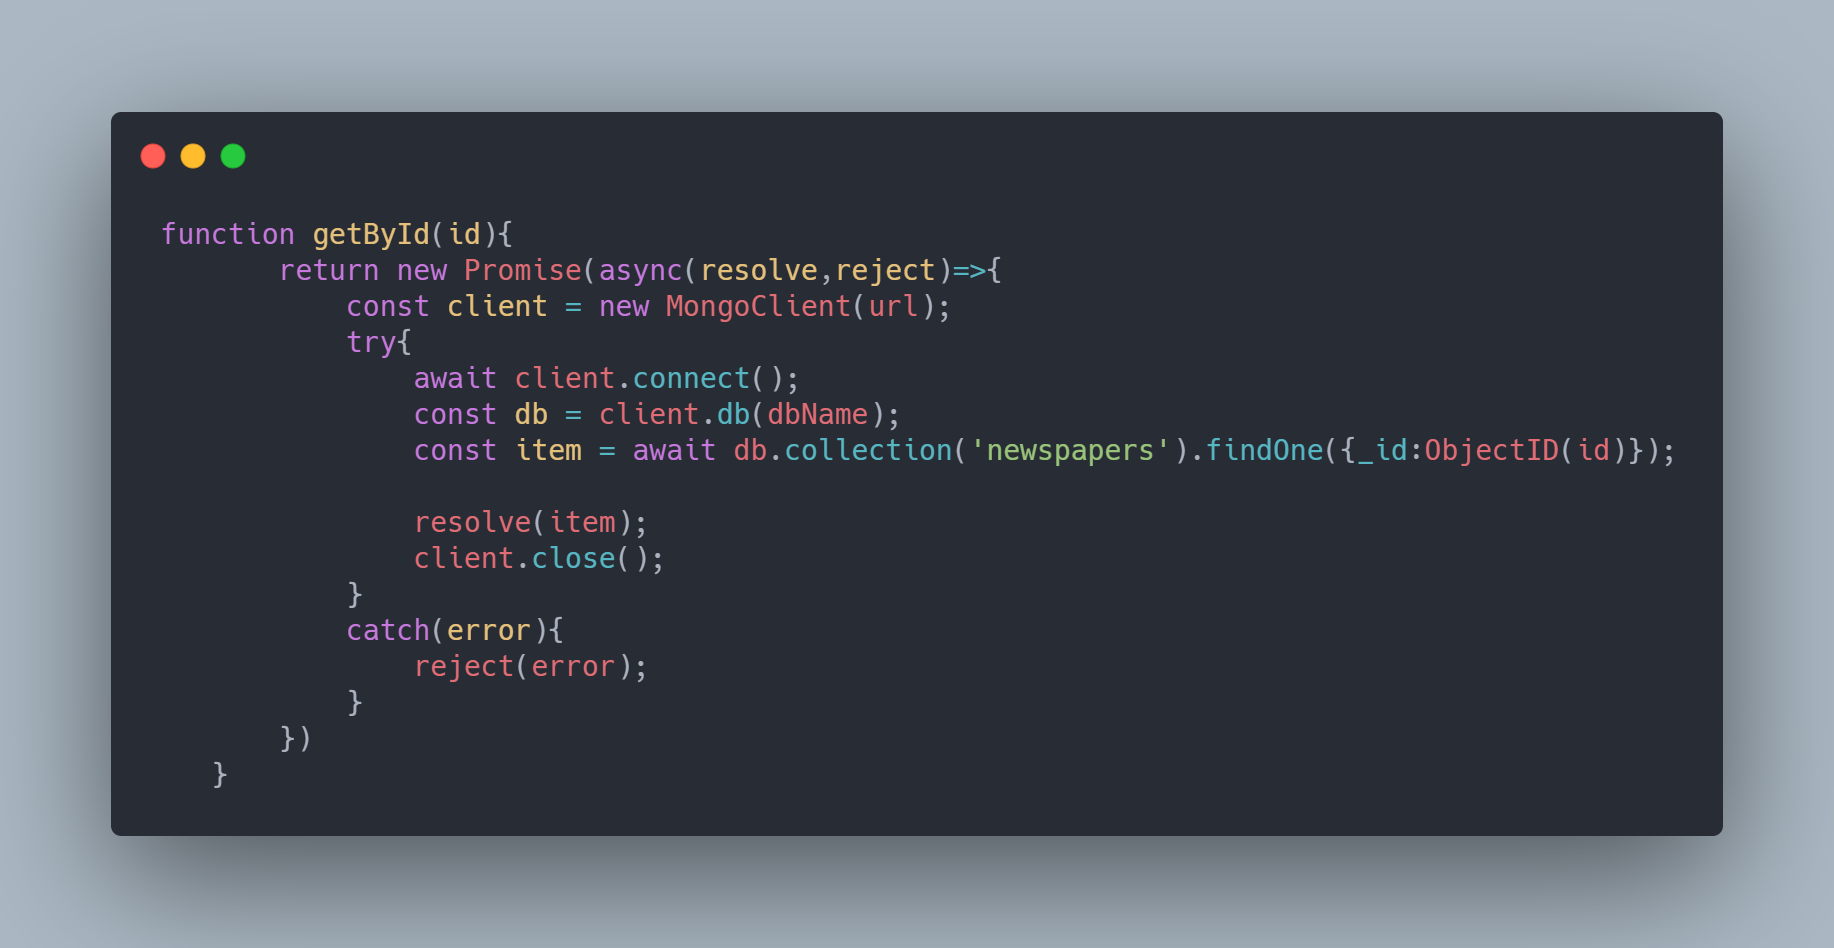 function getById(id){
        return new Promise(async(resolve,reject)=>{
            const client = new MongoClient(url);
            try{
                await client.connect();
                const db = client.db(dbName);
                const item = await db.collection('newspapers').findOne({_id:ObjectID(id)});

                resolve(item);
                client.close();
            }
            catch(error){
                reject(error);
            }
        })
    }